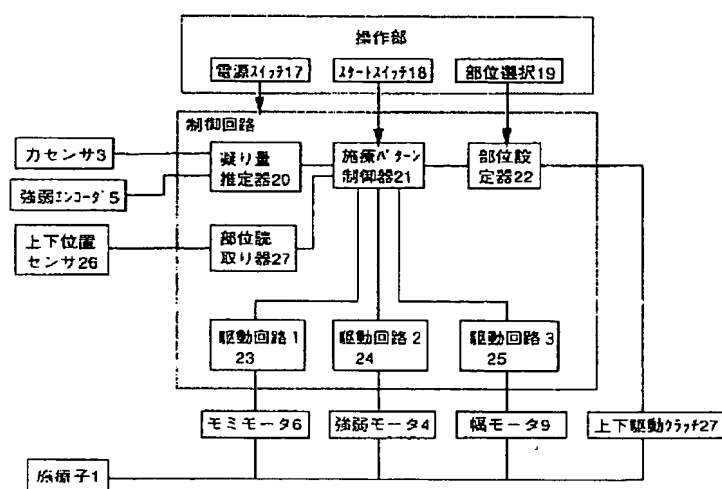 操作部
電源スイッチ17
スタートスイッチ18
部位選択19
制御回路
力センサ3
凝り量
推定器20
施療パターン
制御器21
部位設
定器22
強弱エンコーダ5
上下位置
センサ26
部位読
取り器27
駆動回路1
23
駆動回路2
24
駆動回路3
25
モミモータ6
強弱モータ4
幅モータ9
上下駆動クラッチ27
施療子1